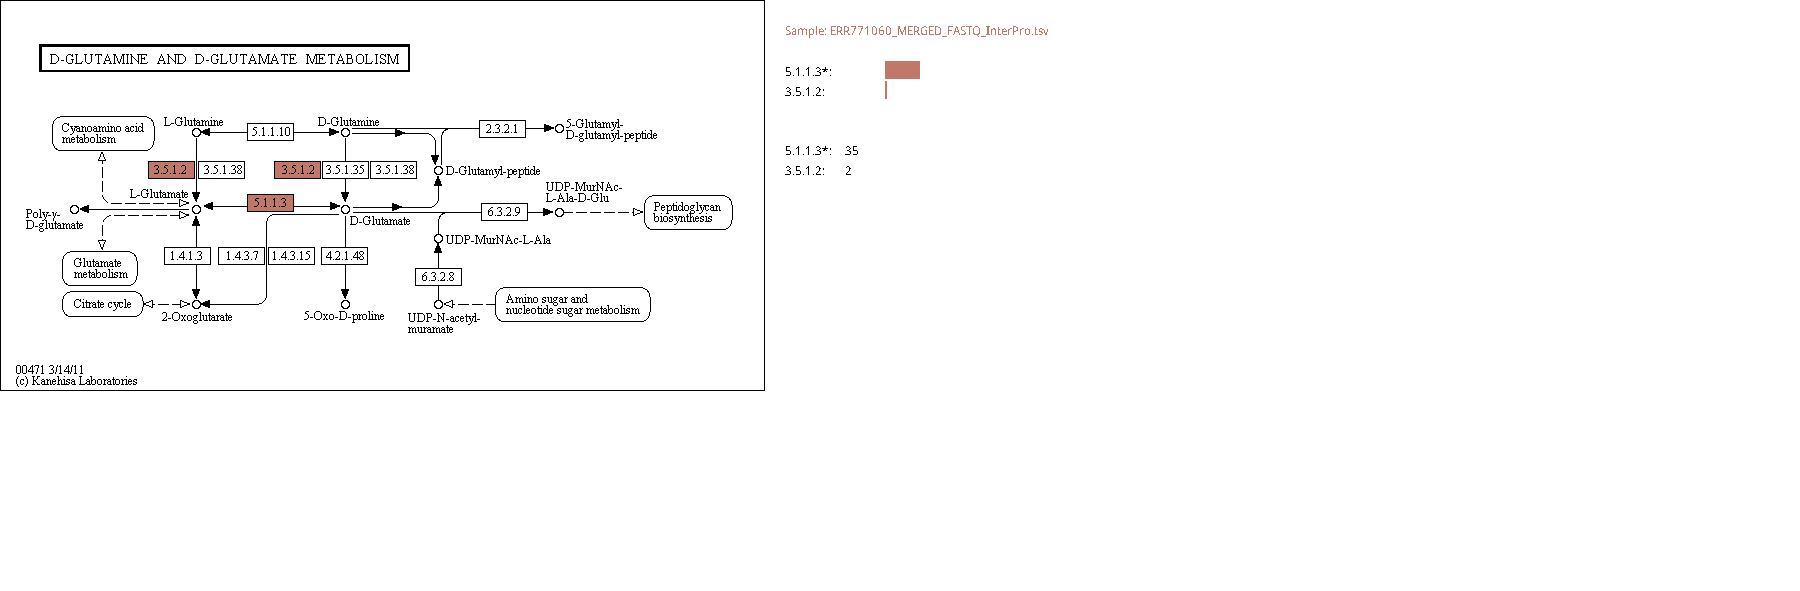 Sample: ERR771060_MERGED_FASTQ_InterPro.tsv
D-GLUTAMINE AND D-GLUTAMATE METABOLISM
5.1.1.3*:
3.5.1.2:
Cyanoamino acid
metabolism
L-Glutamine
5.1.1.10
D-Glutamine
2.3.2.1
5-Glutamyl-
D-glutamyl-peptide
5.1.1.3*: 35
3.5.1.2: 2
3.5.1.2
3.5.1.38
3.5.1.2
3.5.1.35
3.5.1.38
D-Glutamyl-peptide
L-Glutamate
5.1.1.3
UDP-MurNAc-
L-Ala-D-Glu
Poly-γ-
D-glutamate
D-Glutamate
6.3.2.9
Peptidoglycan
biosynthesis
UDP-MurNAc-L-Ala
Glutamate
metabolism
1.4.1.3
1.4.3.7
1.4.3.15
4.2.1.48
6.3.2.8
Citrate cycle
2-Oxoglutarate
5-Oxo-D-proline
UDP-N-acetyl-
muramate
Amino sugar and
nucleotide sugar metabolism
00471 3/14/11
(c) Kanehisa Laboratories